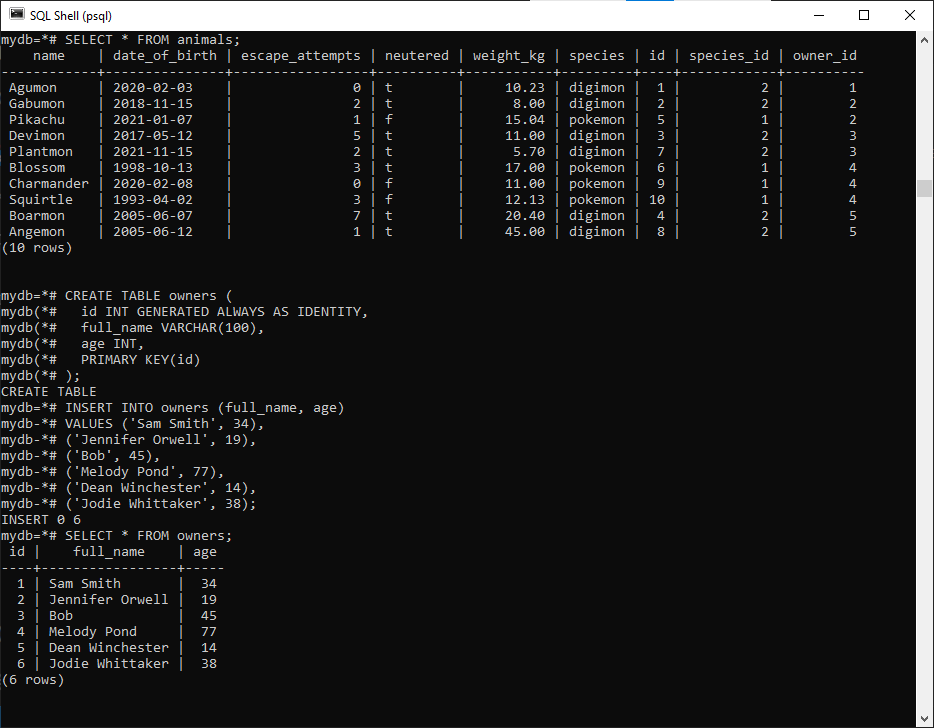 SQL Shell (psql)
mydb=*# SELECT * FROM animals;
    name    | date_of_birth | escape_attempts | neutered | weight_kg | species | id | species_id | owner_id
------------+---------------+-----------------+----------+-----------+---------+----+------------+----------
 Agumon     | 2020-02-03    |               0 | t        |     10.23 | digimon |  1 |          2 |        1
 Gabumon    | 2018-11-15    |               2 | t        |      8.00 | digimon |  2 |          2 |        2
 Pikachu    | 2021-01-07    |               1 | f        |     15.04 | pokemon |  5 |          1 |        2
 Devimon    | 2017-05-12    |               5 | t        |     11.00 | digimon |  3 |          2 |        3
 Plantmon   | 2021-11-15    |               2 | t        |      5.70 | digimon |  7 |          2 |        3
 Blossom    | 1998-10-13    |               3 | t        |     17.00 | pokemon |  6 |          1 |        4
 Charmander | 2020-02-08    |               0 | f        |     11.00 | pokemon |  9 |          1 |        4
 Squirtle   | 1993-04-02    |               3 | f        |     12.13 | pokemon | 10 |          1 |        4
 Boarmon    | 2005-06-07    |               7 | t        |     20.40 | digimon |  4 |          2 |        5
 Angemon    | 2005-06-12    |               1 | t        |     45.00 | digimon |  8 |          2 |        5
(10 rows)
mydb=*# CREATE TABLE owners (
mydb(*#   id INT GENERATED ALWAYS AS IDENTITY,
mydb(*#   full_name VARCHAR(100),
mydb(*#   age INT,
mydb(*#   PRIMARY KEY(id)
mydb(*# );
CREATE TABLE
mydb=*# INSERT INTO owners (full_name, age)
mydb-*# VALUES ('Sam Smith', 34),
mydb-*# ('Jennifer Orwell', 19),
mydb-*# ('Bob', 45),
mydb-*# ('Melody Pond', 77),
mydb-*# ('Dean Winchester', 14),
mydb-*# ('Jodie Whittaker', 38);
INSERT 0 6
mydb=*# SELECT * FROM owners;
 id |    full_name    | age
----+-----------------+-----
  1 | Sam Smith       |  34
  2 | Jennifer Orwell |  19
  3 | Bob             |  45
  4 | Melody Pond     |  77
  5 | Dean Winchester |  14
  6 | Jodie Whittaker |  38
(6 rows)